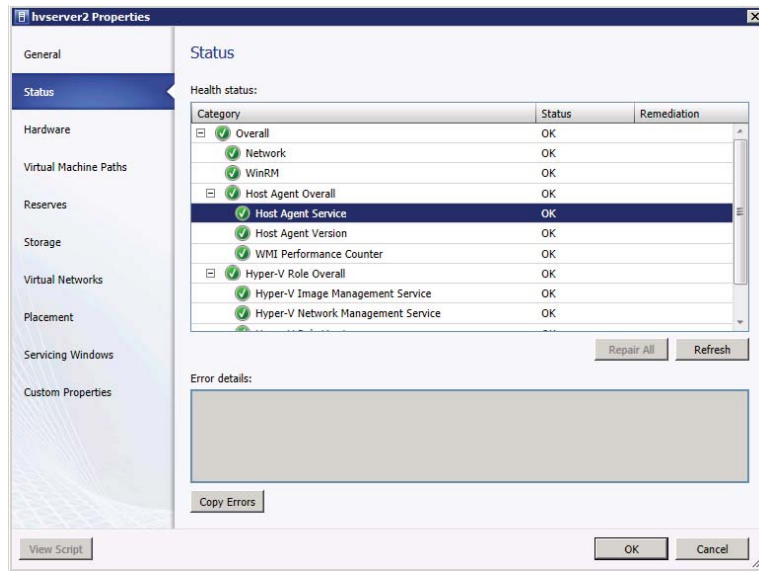 hvserver2 Properties
General
Status
Hardware
Virtual Machine Paths
Reserves
Storage
Virtual Networks
Placement
Servicing Windows
Custom Properties
Status
Health status:
Category Status Remediation
Overall OK
Network OK
WinRM OK
Host Agent Overall OK
Host Agent Service OK
Host Agent Version OK
WMI Performance Counter OK
Hyper-V Role Overall OK
Hyper-V Image Management Service OK
Hyper-V Network Management Service OK
Repair All Refresh
Error details:
Copy Errors
View Script OK Cancel